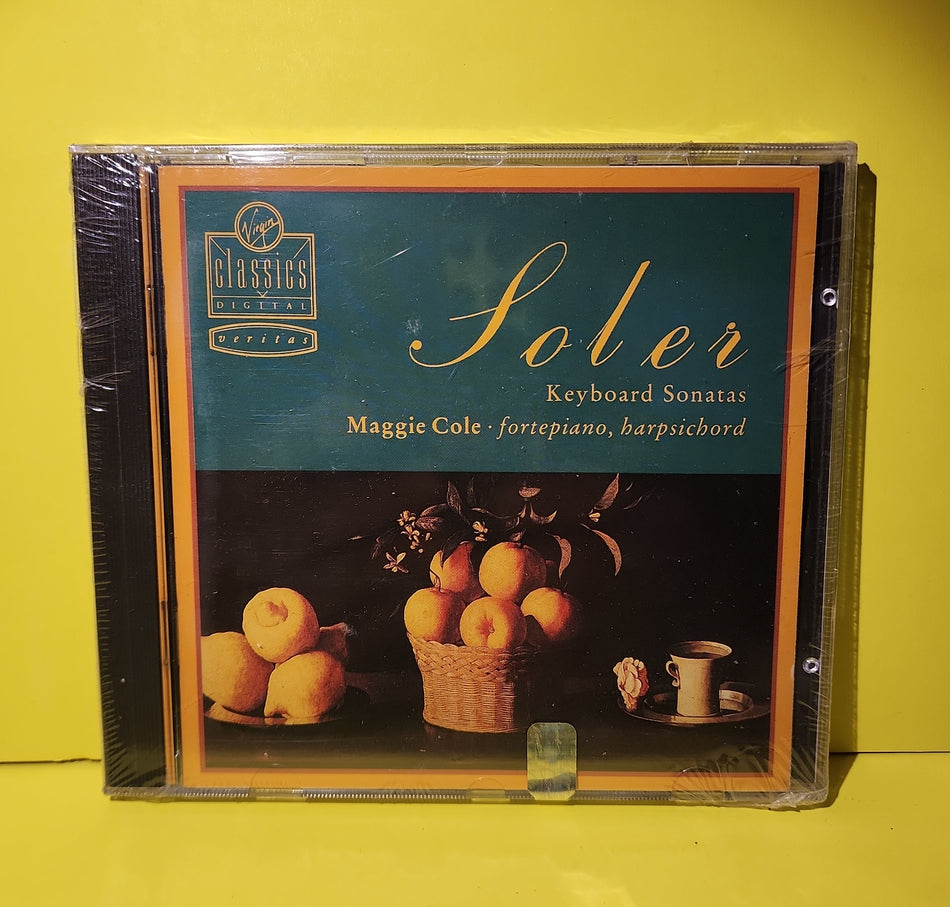 Virgin
classics
DIGITAL
veritas
Soler
Keyboard Sonatas
Maggie Cole · fortepiano, harpsichord